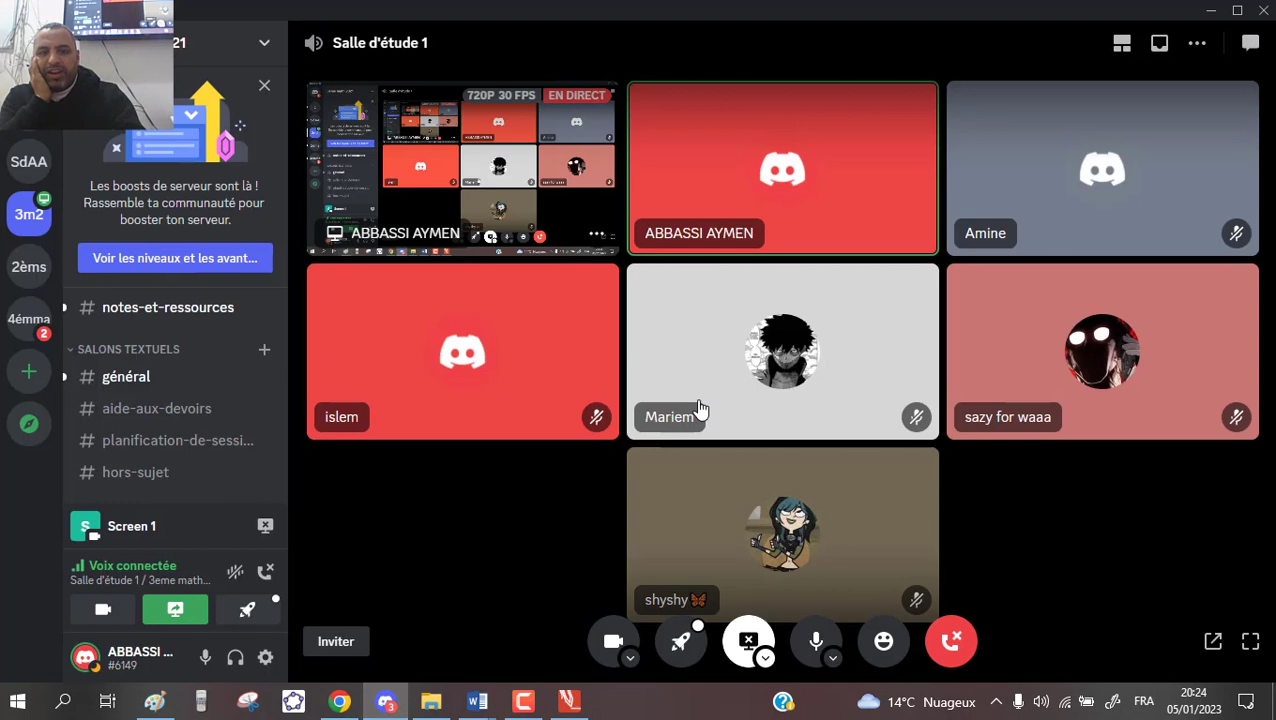 21
Salle d'étude 1
SdAA
3m2
2èms
4émma
2
Les boosts de serveur sont là !
Rassemble ta communauté pour
booster ton serveur.
Voir les niveaux et les avant...
# notes-et-ressources
SALONS TEXTUELS
# général
# aide-aux-devoirs
# planification-de-sessi...
# hors-sujet
S
Screen 1
Voix connectée
Salle d'étude 1 / 3eme math...
ABBASSI ...
#6149
720P 30 FPS
EN DIRECT
ABBASSI AYMEN
ABBASSI AYMEN
Amine
islem
Mariem
sazy for waaa
shyshy🦋
Inviter
3
14°C Nuageux
FRA
20:24
05/01/2023